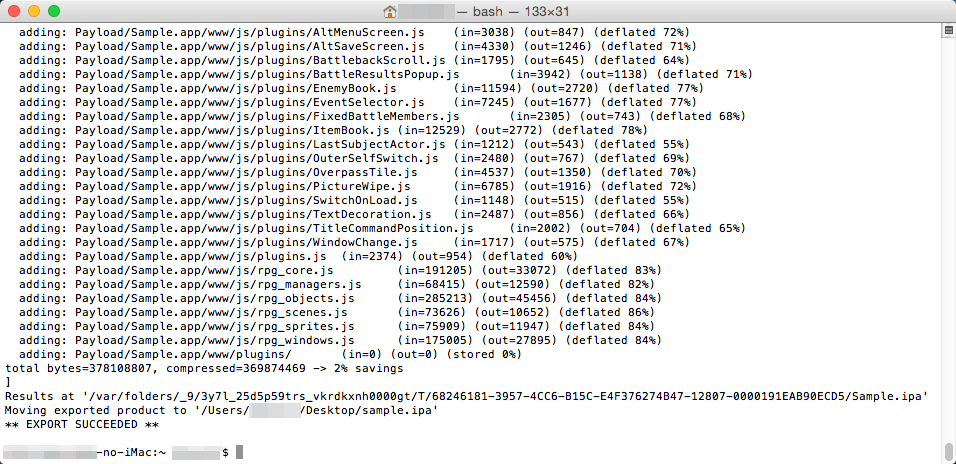 — bash — 133×31
adding: Payload/Sample.app/www/js/plugins/AltMenuScreen.js (in=3038) (out=847) (deflated 72%)
adding: Payload/Sample.app/www/js/plugins/AltSaveScreen.js (in=4330) (out=1246) (deflated 71%)
adding: Payload/Sample.app/www/js/plugins/BattlebackScroll.js (in=1795) (out=645) (deflated 64%)
adding: Payload/Sample.app/www/js/plugins/BattleResultsPopup.js (in=3942) (out=1138) (deflated 71%)
adding: Payload/Sample.app/www/js/plugins/EnemyBook.js (in=11594) (out=2720) (deflated 77%)
adding: Payload/Sample.app/www/js/plugins/EventSelector.js (in=7245) (out=1677) (deflated 77%)
adding: Payload/Sample.app/www/js/plugins/FixedBattleMembers.js (in=2305) (out=743) (deflated 68%)
adding: Payload/Sample.app/www/js/plugins/ItemBook.js (in=12529) (out=2772) (deflated 78%)
adding: Payload/Sample.app/www/js/plugins/LastSubjectActor.js (in=1212) (out=543) (deflated 55%)
adding: Payload/Sample.app/www/js/plugins/OuterSelfSwitch.js (in=2480) (out=767) (deflated 69%)
adding: Payload/Sample.app/www/js/plugins/OverpassTile.js (in=4537) (out=1350) (deflated 70%)
adding: Payload/Sample.app/www/js/plugins/PictureWipe.js (in=6785) (out=1916) (deflated 72%)
adding: Payload/Sample.app/www/js/plugins/SwitchOnLoad.js (in=1148) (out=515) (deflated 55%)
adding: Payload/Sample.app/www/js/plugins/TextDecoration.js (in=2487) (out=856) (deflated 66%)
adding: Payload/Sample.app/www/js/plugins/TitleCommandPosition.js (in=2002) (out=704) (deflated 65%)
adding: Payload/Sample.app/www/js/plugins/WindowChange.js (in=1717) (out=575) (deflated 67%)
adding: Payload/Sample.app/www/js/plugins.js (in=2374) (out=954) (deflated 60%)
adding: Payload/Sample.app/www/js/rpg_core.js (in=191205) (out=33072) (deflated 83%)
adding: Payload/Sample.app/www/js/rpg_managers.js (in=68415) (out=12590) (deflated 82%)
adding: Payload/Sample.app/www/js/rpg_objects.js (in=285213) (out=45456) (deflated 84%)
adding: Payload/Sample.app/www/js/rpg_scenes.js (in=73626) (out=10652) (deflated 86%)
adding: Payload/Sample.app/www/js/rpg_sprites.js (in=75909) (out=11947) (deflated 84%)
adding: Payload/Sample.app/www/js/rpg_windows.js (in=175005) (out=27895) (deflated 84%)
adding: Payload/Sample.app/www/plugins/ (in=0) (out=0) (stored 0%)
total bytes=378108807, compressed=369874469 -> 2% savings
]
Results at '/var/folders/_9/3y7l_25d5p59trs_vkrdkxnh0000gt/T/68246181-3957-4CC6-B15C-E4F376274B47-12807-0000191EAB90ECD5/Sample.ipa'
Moving exported product to '/Users/ /Desktop/sample.ipa'
** EXPORT SUCCEEDED **
-no-iMac:~ $